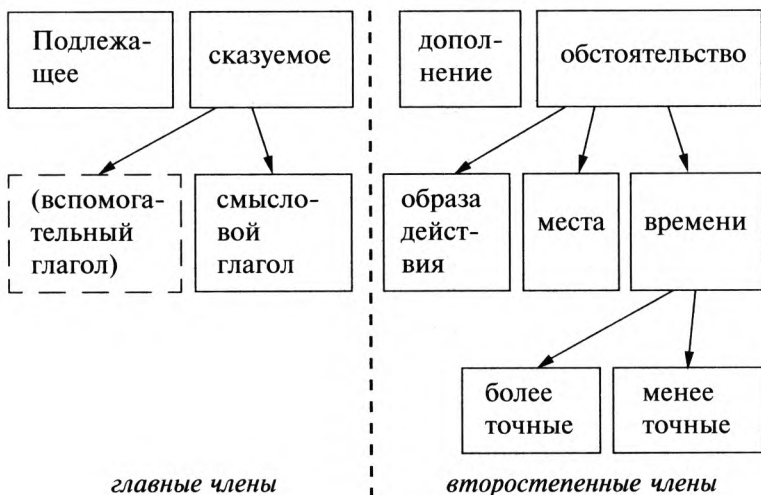 Подлежа-
щее
сказуемое
допол-
нение
обстоятельство
(вспомога-
тельный
глагол)
смысло-
вой
глагол
образа
дейст-
вия
места
времени
более
точные
менее
точные
главные члены
второстепенные члены